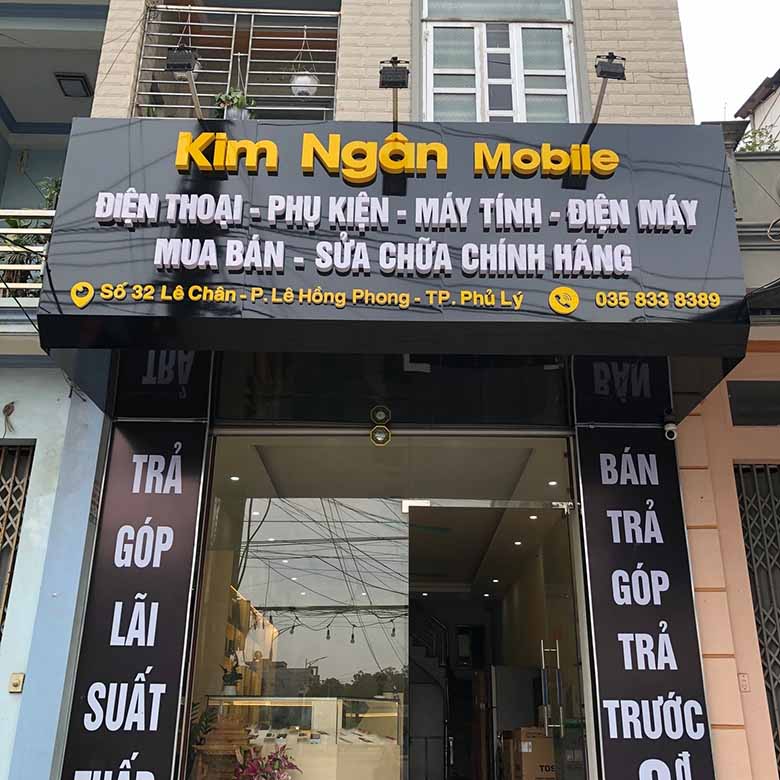 Kim Ngân Mobile
ĐIỆN THOẠI - PHỤ KIỆN - MÁY TÍNH - ĐIỆN MÁY
MUA BÁN - SỬA CHỮA CHÍNH HÃNG
Số 32 Lê Chân - P. Lê Hồng Phong - TP. Phủ Lý 035 833 8389
TRẢ
GÓP
LÃI
SUẤT
THẤP
BÁN
TRẢ
GÓP
TRẢ
TRƯỚC
0đ